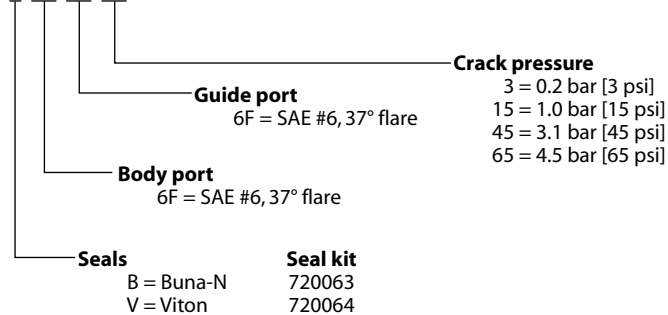 Crack pressure
3 = 0.2 bar [3 psi]
15 = 1.0 bar [15 psi]
45 = 3.1 bar [45 psi]
65 = 4.5 bar [65 psi]
Guide port
6F = SAE #6, 37° flare
Body port
6F = SAE #6, 37° flare
Seals Seal kit
B = Buna-N 720063
V = Viton 720064